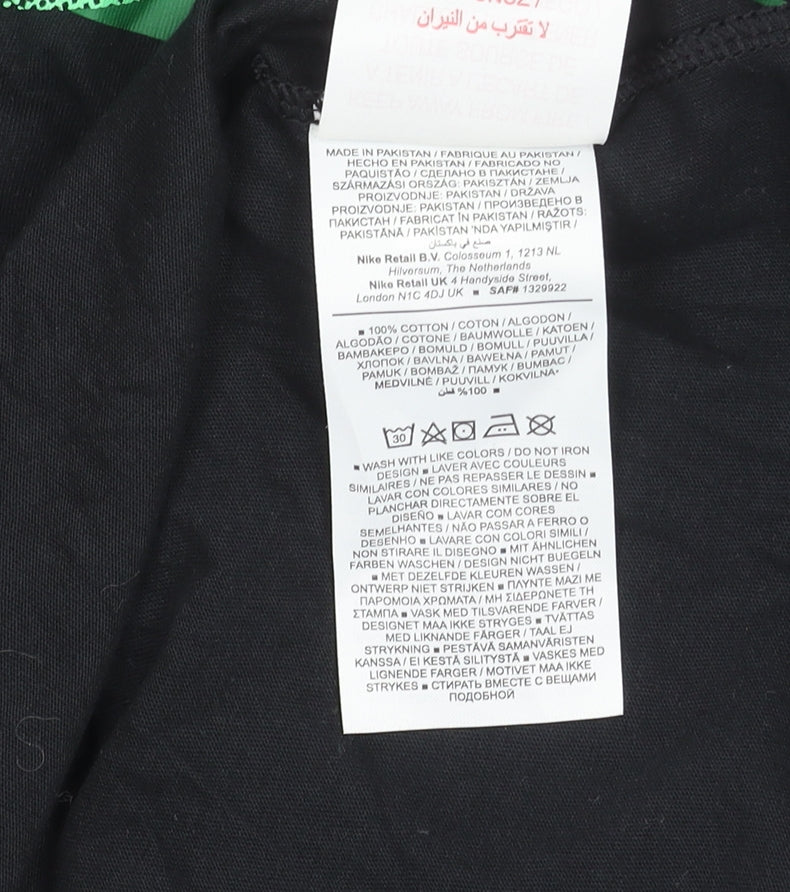 لا تقترب من النيران
MADE IN PAKISTAN / FABRIQUE AU PAKISTAN /
HECHO EN PAKISTAN / FABRICADO NO
PAQUISTÃO / СДЕЛАНО В ПАКИСТАНЕ /
SZÁRMAZÁSI ORSZÁG: PAKISZTÁN / ZEMLJA
PROIZVODNJE: PAKISTAN / DRŽAVA
PROIZVODNJE: PAKISTAN / ПРОИЗВЕДЕНО В
ПАКИСТАН / FABRICAT ÎN PAKISTAN / RAŽOTS:
PAKISTĀNĀ / PAKİSTAN 'NDA YAPILMIŞTIR /
صنع في باكستان
Nike Retail B.V. Colosseum 1, 1213 NL
Hilversum, The Netherlands
Nike Retail UK 4 Handyside Street,
London N1C 4DJ UK ■ SAF# 1329922
■ 100% COTTON / COTON / ALGODON /
ALGODÃO / COTONE / BAUMWOLLE / KATOEN /
ΒΑΜΒΑΚΕΡΟ / BOMULD / BOMULL / PUUVILLA /
ХЛОПОК / BAVLNA / BAWEŁNA / PAMUT /
PAMUK / BOMBAŽ / ПАМУК / BUMBAC /
MEDVILNĖ / PUUVILL / KOKVILNA
%100 قطن ■
30
■ WASH WITH LIKE COLORS / DO NOT IRON
DESIGN ■ LAVER AVEC COULEURS
SIMILAIRES / NE PAS REPASSER LE DESSIN ■
LAVAR CON COLORES SIMILARES / NO
PLANCHAR DIRECTAMENTE SOBRE EL
DISEÑO ■ LAVAR COM CORES
SEMELHANTES / NÃO PASSAR A FERRO O
DESENHO ■ LAVARE CON COLORI SIMILI /
NON STIRARE IL DISEGNO ■ MIT ÄHNLICHEN
FARBEN WASCHEN / DESIGN NICHT BUEGELN
■ MET DEZELFDE KLEUREN WASSEN /
ONTWERP NIET STRIJKEN ■ ΠΛΥΝΤΕ ΜΑΖΙ ΜΕ
ΠΑΡΟΜΟΙΑ ΧΡΩΜΑΤΑ / ΜΗ ΣΙΔΕΡΩΝΕΤΕ ΤΗ
ΣΤΑΜΠΑ ■ VASK MED TILSVARENDE FARVER /
DESIGNET MAA IKKE STRYGES ■ TVÄTTAS
MED LIKNANDE FÄRGER / TAAL EJ
STRYKNING ■ PESTÄVÄ SAMANVÄRISTEN
KANSSA / EI KESTÄ SILITYSTÄ ■ VASKES MED
LIGNENDE FARGER / MOTIVET MAA IKKE
STRYKES ■ СТИРАТЬ ВМЕСТЕ С ВЕЩАМИ
ПОДОБНОЙ